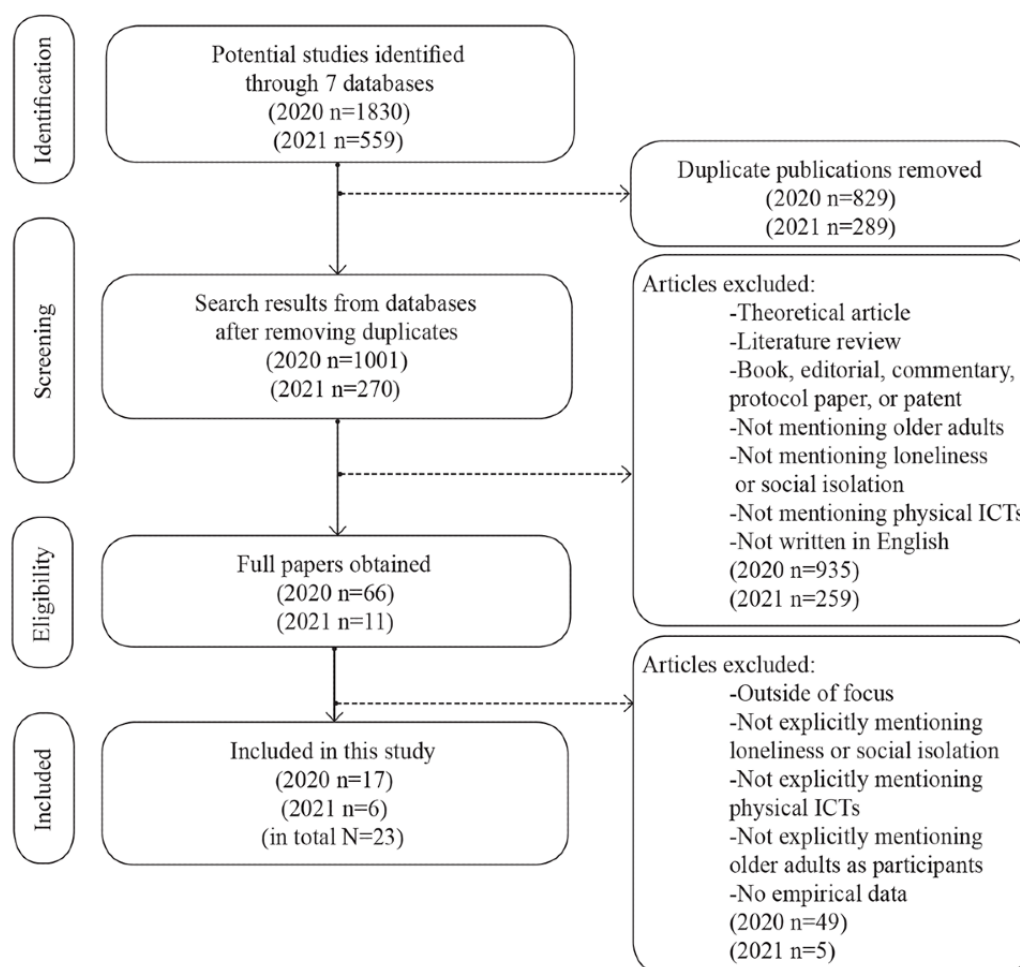 Identification
Potential studies identified
through 7 databases
(2020 n=1830)
(2021 n=559)
Duplicate publications removed
(2020 n=829)
(2021 n=289)
Screening
Search results from databases
after removing duplicates
(2020 n=1001)
(2021 n=270)
Articles excluded:
-Theoretical article
-Literature review
-Book, editorial, commentary,
protocol paper, or patent
-Not mentioning older adults
-Not mentioning loneliness
or social isolation
-Not mentioning physical ICTs
-Not written in English
(2020 n=935)
(2021 n=259)
Eligibility
Full papers obtained
(2020 n=66)
(2021 n=11)
Articles excluded:
-Outside of focus
-Not explicitly mentioning
loneliness or social isolation
-Not explicitly mentioning
physical ICTs
-Not explicitly mentioning
older adults as participants
-No empirical data
(2020 n=49)
(2021 n=5)
Included
Included in this study
(2020 n=17)
(2021 n=6)
(in total N=23)